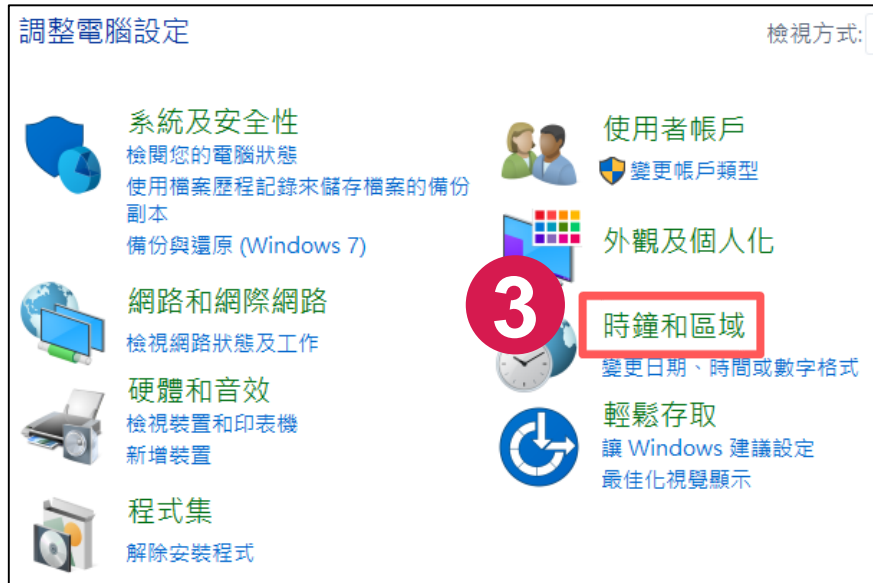 調整電腦設定
檢視方式:
系統及安全性
檢閱您的電腦狀態
使用檔案歷程記錄來儲存檔案的備份
副本
備份與還原 (Windows 7)
網路和網際網路
檢視網路狀態及工作
硬體和音效
檢視裝置和印表機
新增裝置
程式集
解除安裝程式
使用者帳戶
變更帳戶類型
外觀及個人化
3
時鐘和區域
變更日期、時間或數字格式
輕鬆存取
讓 Windows 建議設定
最佳化視覺顯示